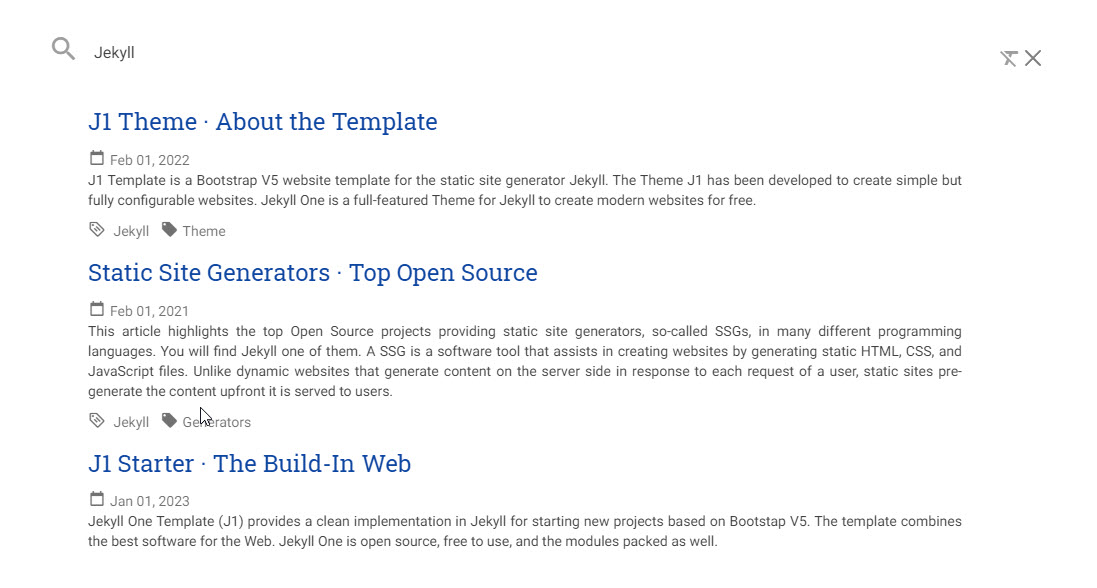 Jekyll
J1 Theme · About the Template
Feb 01, 2022
J1 Template is a Bootstrap V5 website template for the static site generator Jekyll. The Theme J1 has been developed to create simple but
fully configurable websites. Jekyll One is a full-featured Theme for Jekyll to create modern websites for free.
Jekyll Theme
Static Site Generators · Top Open Source
Feb 01, 2021
This article highlights the top Open Source projects providing static site generators, so-called SSGs, in many different programming
languages. You will find Jekyll one of them. A SSG is a software tool that assists in creating websites by generating static HTML, CSS, and
JavaScript files. Unlike dynamic websites that generate content on the server side in response to each request of a user, static sites pre-
generate the content upfront it is served to users.
Jekyll Generators
J1 Starter · The Build-In Web
Jan 01, 2023
Jekyll One Template (J1) provides a clean implementation in Jekyll for starting new projects based on Bootstap V5. The template combines
the best software for the Web. Jekyll One is open source, free to use, and the modules packed as well.